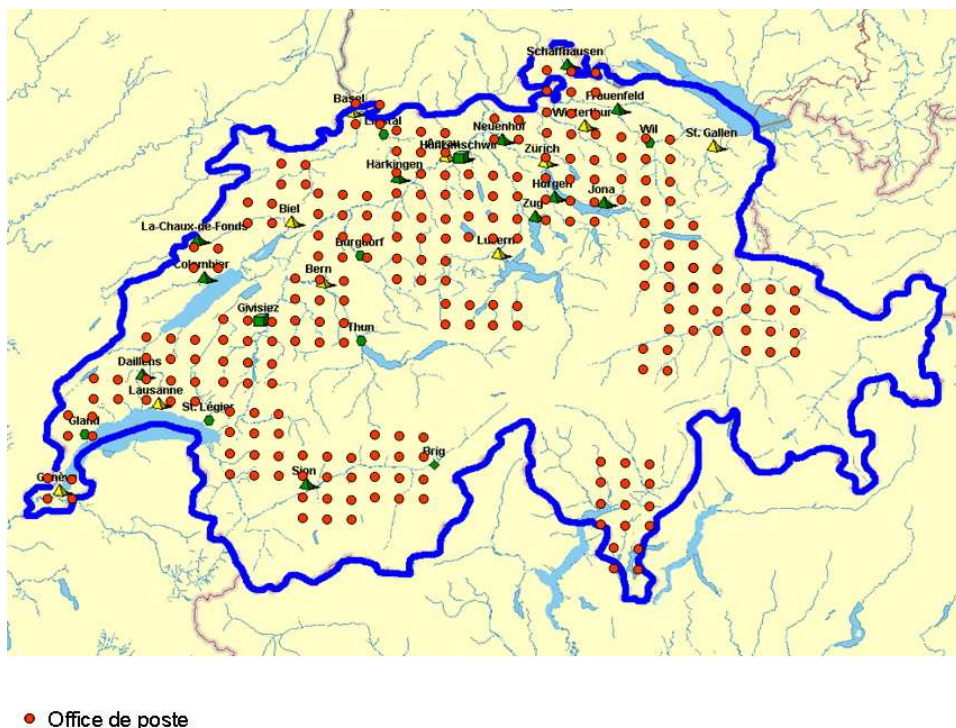 Schaffhausen
Frauenfeld
Basel
Winterthur
Liestal
Neuenhof
Wil
St. Gallen
Zürich
Härkingen
Horgen
Jona
Biel
Zug
La-Chaux-de-Fonds
Burgdorf
Luzern
Colombier
Bern
Givisiez
Thun
Daillens
Lausanne
St. Légier
Gland
Brig
Sion
Genève
Office de poste